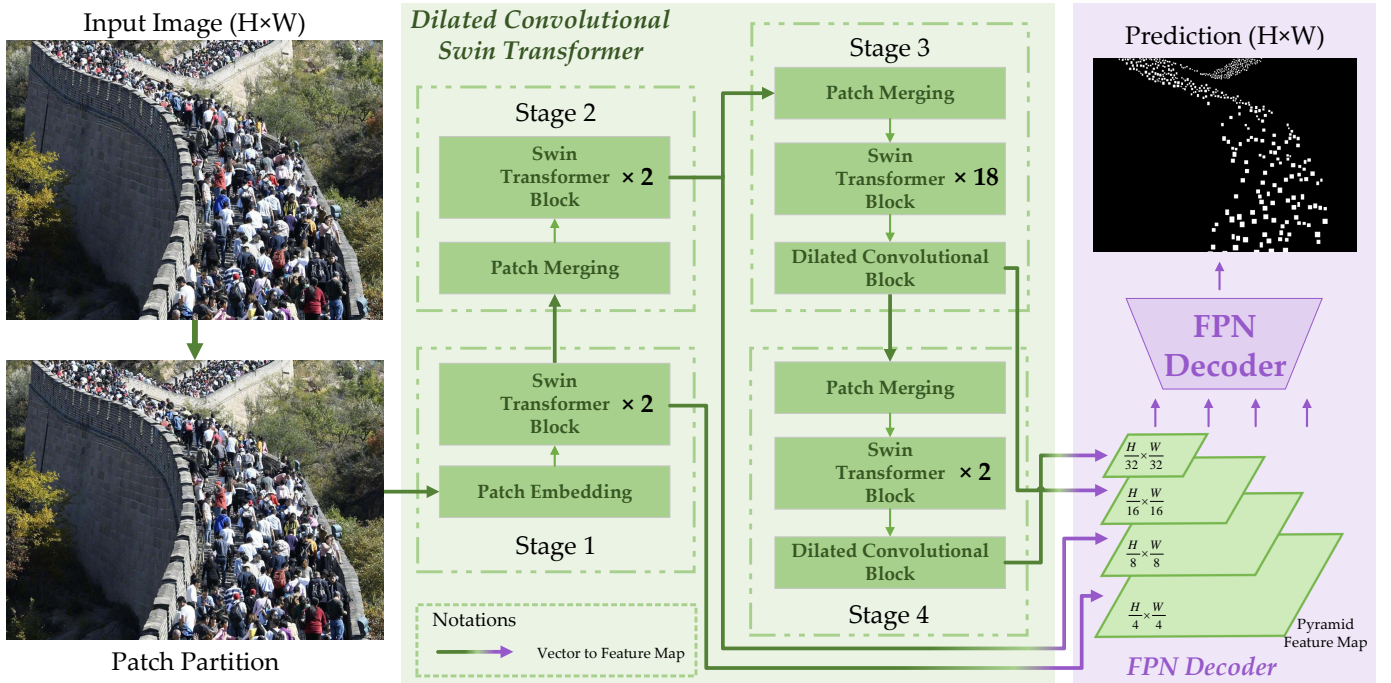 Input Image (H×W)
Patch Partition
Dilated Convolutional
Swin Transformer
Stage 2
Swin
Transformer × 2
Block
Patch Merging
Swin
Transformer × 2
Block
Patch Embedding
Stage 1
Notations
Vector to Feature Map
Stage 3
Patch Merging
Swin
Transformer × 18
Block
Dilated Convolutional
Block
Patch Merging
Swin
Transformer × 2
Block
Dilated Convolutional
Block
Stage 4
Prediction (H×W)
FPN
Decoder
H/32 × W/32
H/16 × W/16
H/8 × W/8
H/4 × W/4
Pyramid
Feature Map
FPN Decoder